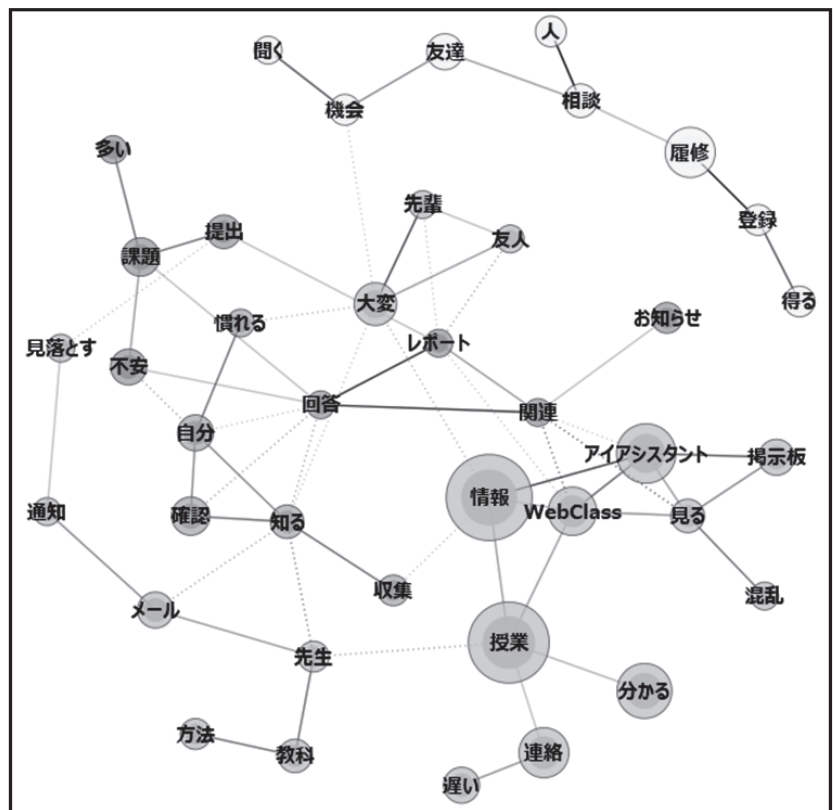 人
聞く
友達
機会
相談
多い
履修
先輩
登録
提出
友人
課題
大変
得る
お知らせ
慣れる
レポート
見落とす
不安
回答
関連
自分
アイアシスタント
掲示板
情報
通知
確認
知る
WebClass
見る
収集
混乱
メール
授業
先生
分かる
方法
教科
連絡
遅い